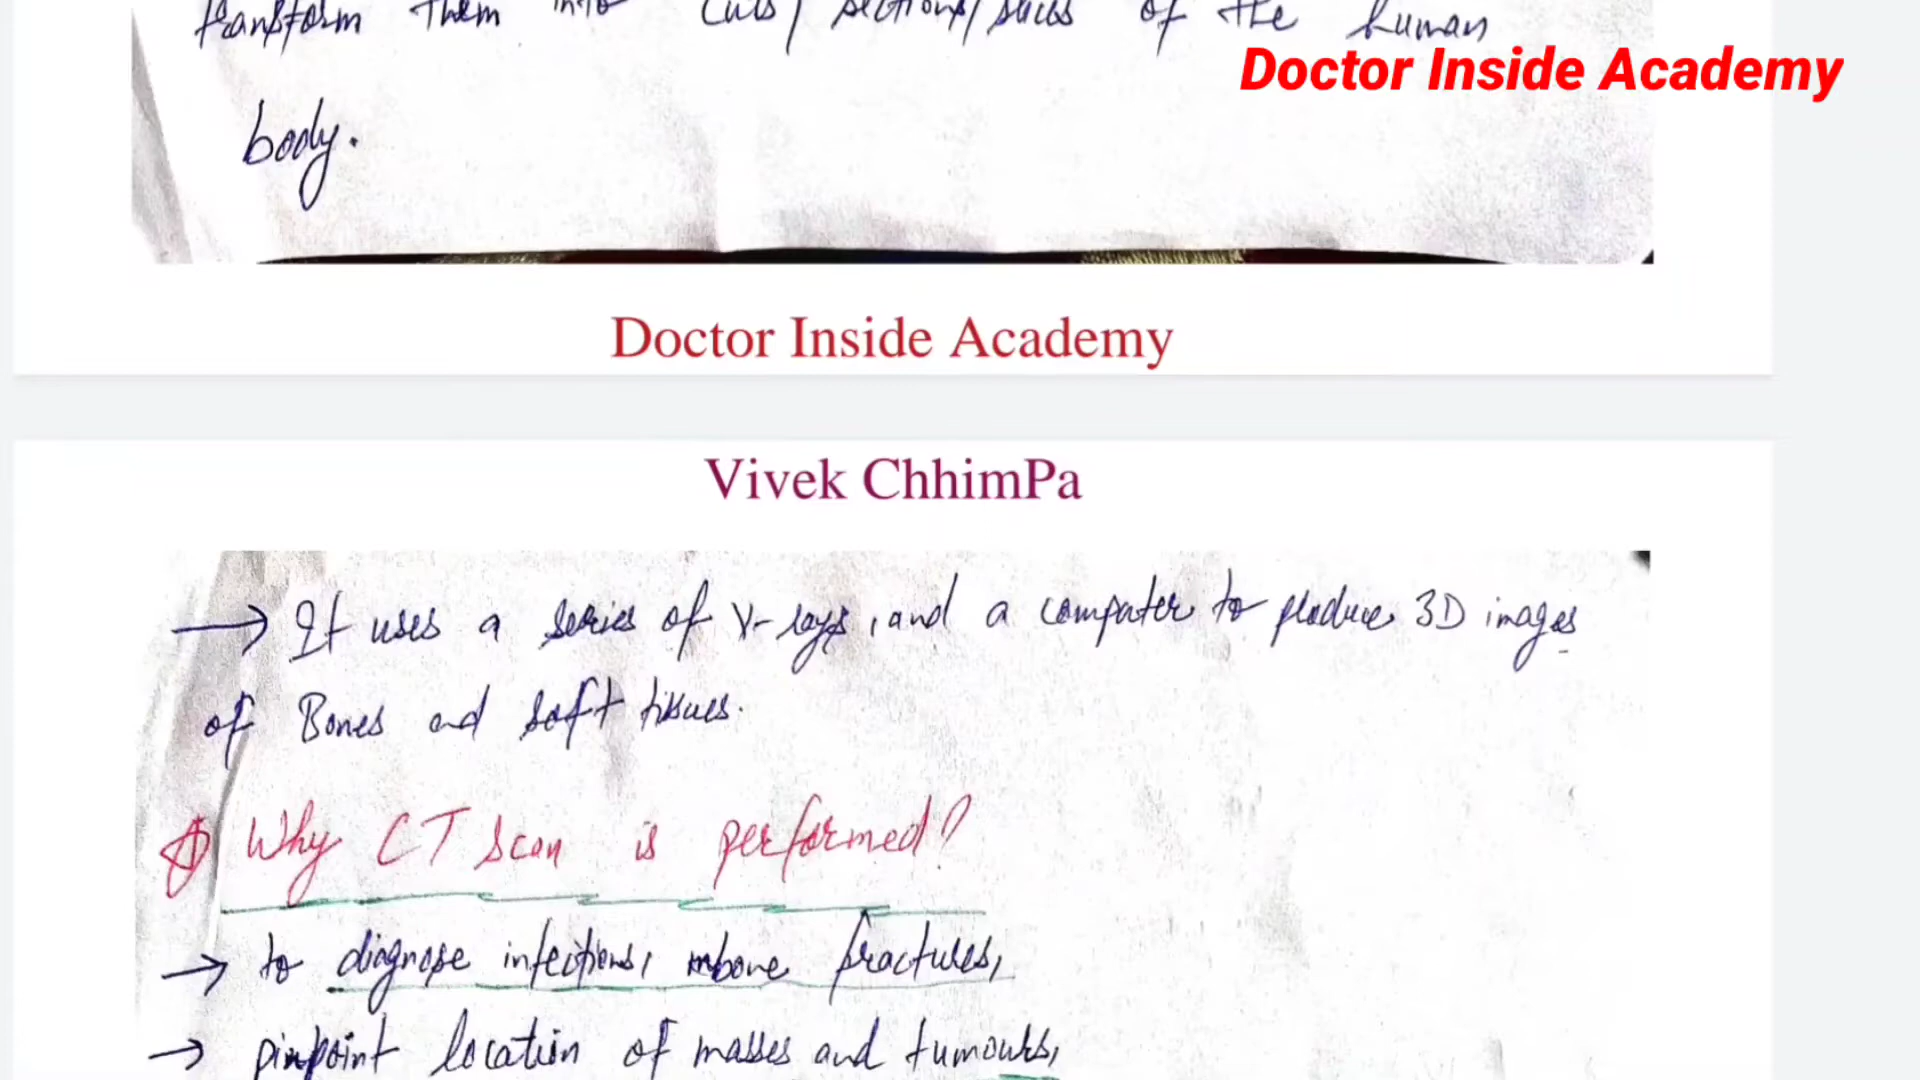 transform them into cuts/sections/slices of the human
Doctor Inside Academy
body.
Doctor Inside Academy
Vivek ChhimPa
→ It uses a series of X-rays, and a computer to produce 3D images
of Bones and soft tissues.
Why CT Scan is performed?
→ to diagnose infections, bone fractures,
→ pinpoint location of masses and tumours,